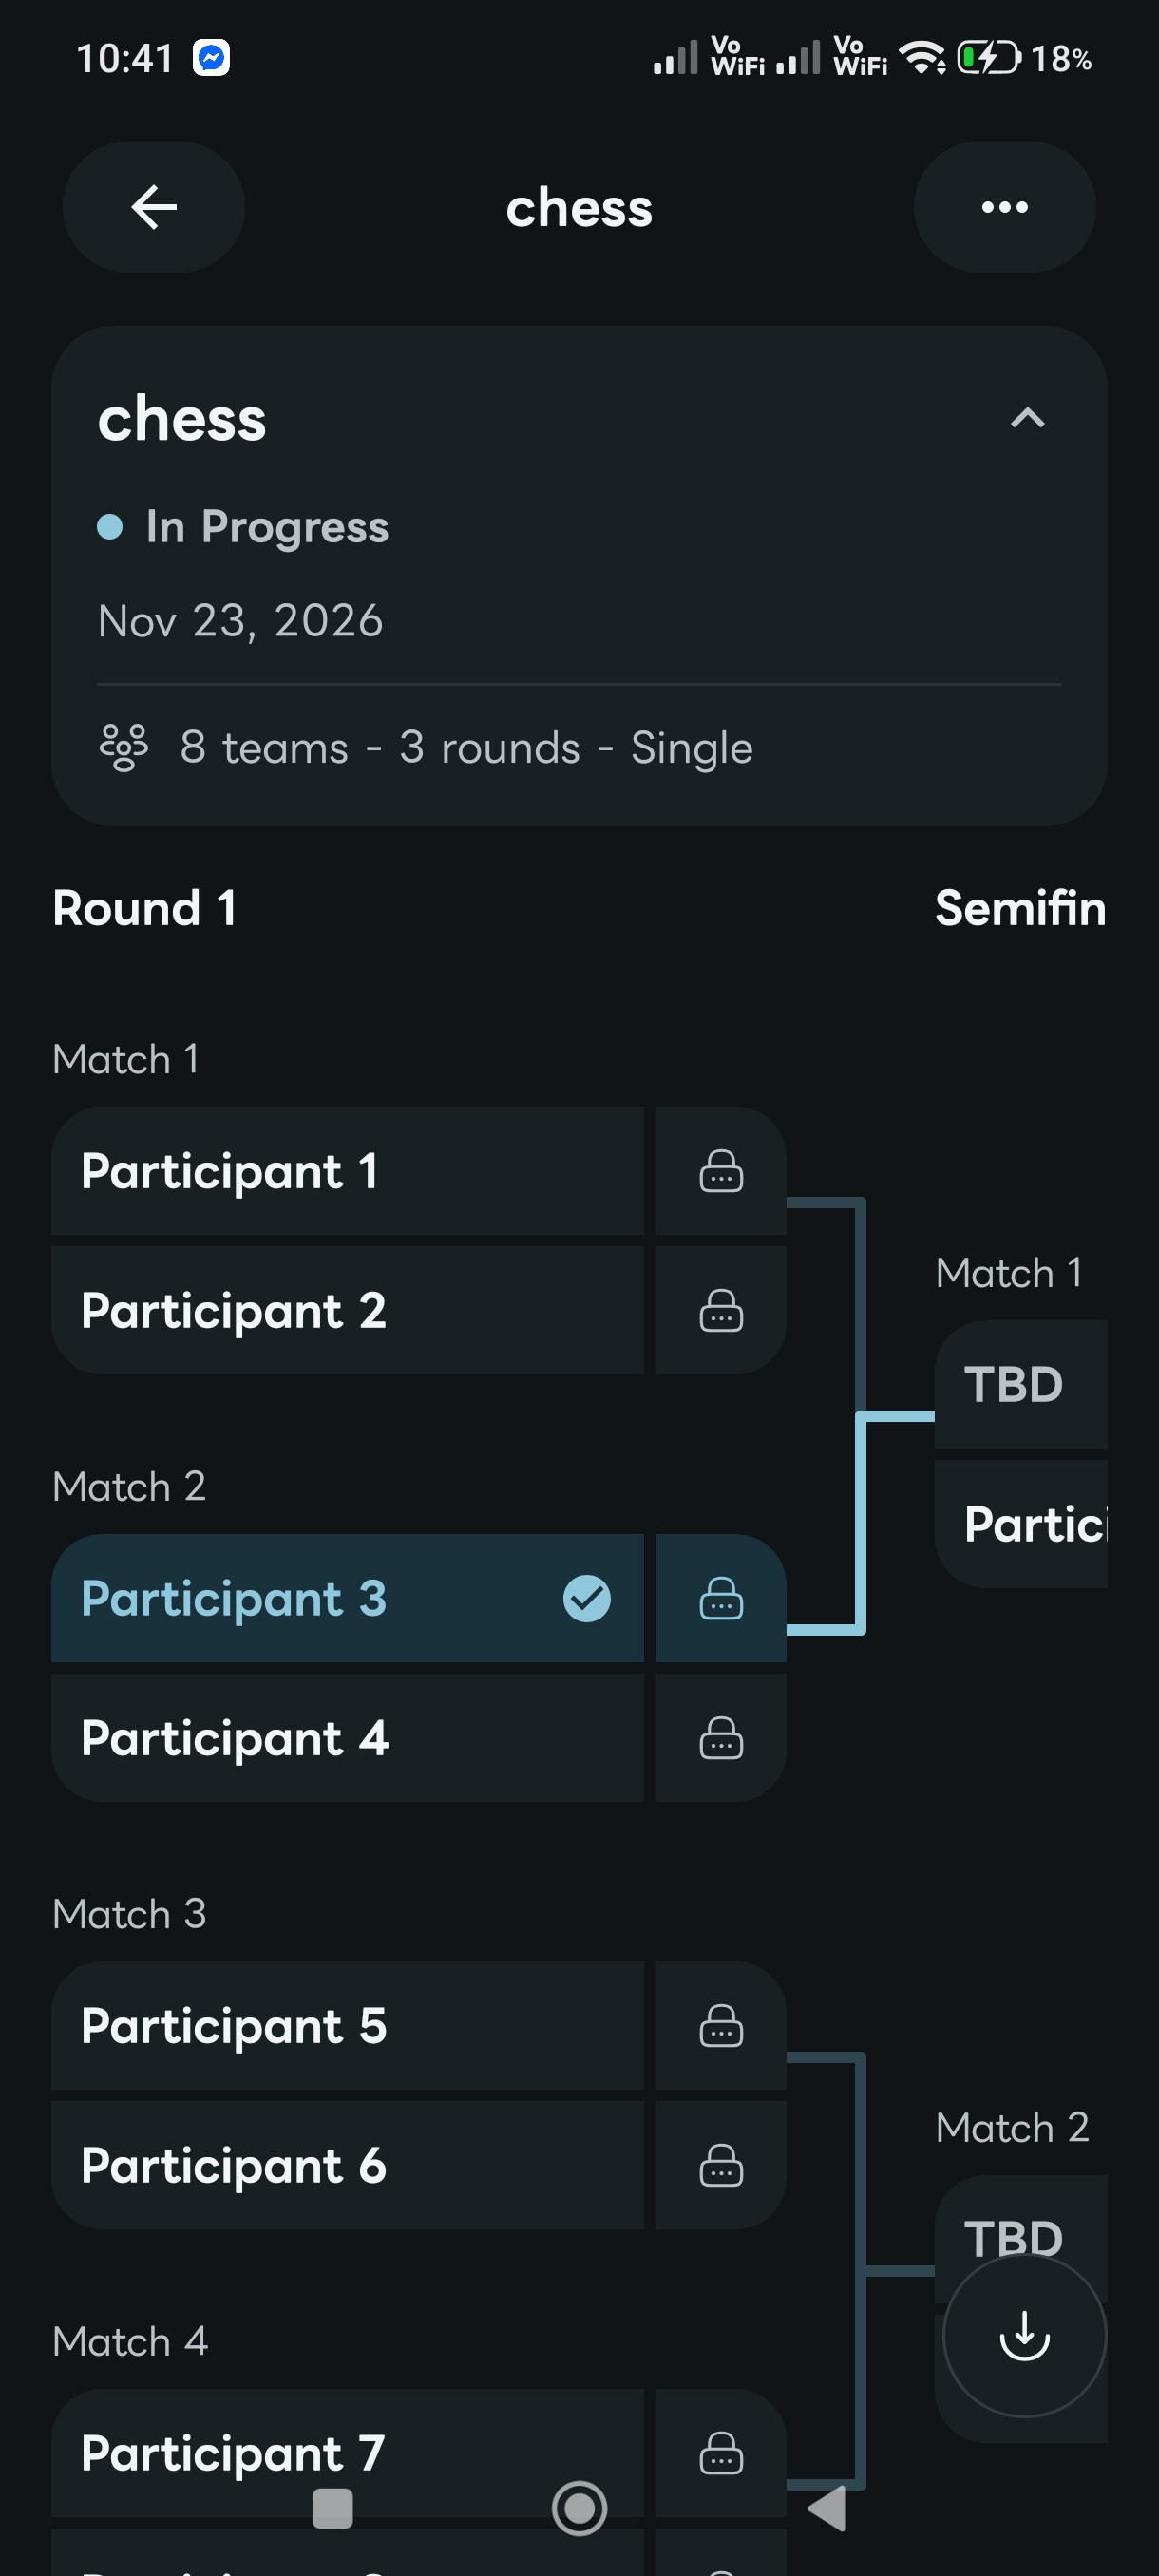 10:41
Vo WiFi Vo WiFi 18%
chess
chess
In Progress
Nov 23, 2026
8 teams - 3 rounds - Single
Round 1
Semifin
Match 1
Participant 1
Participant 2
Match 1
TBD
Partici
Match 2
Participant 3
Participant 4
Match 3
Participant 5
Participant 6
Match 2
TBD
Match 4
Participant 7